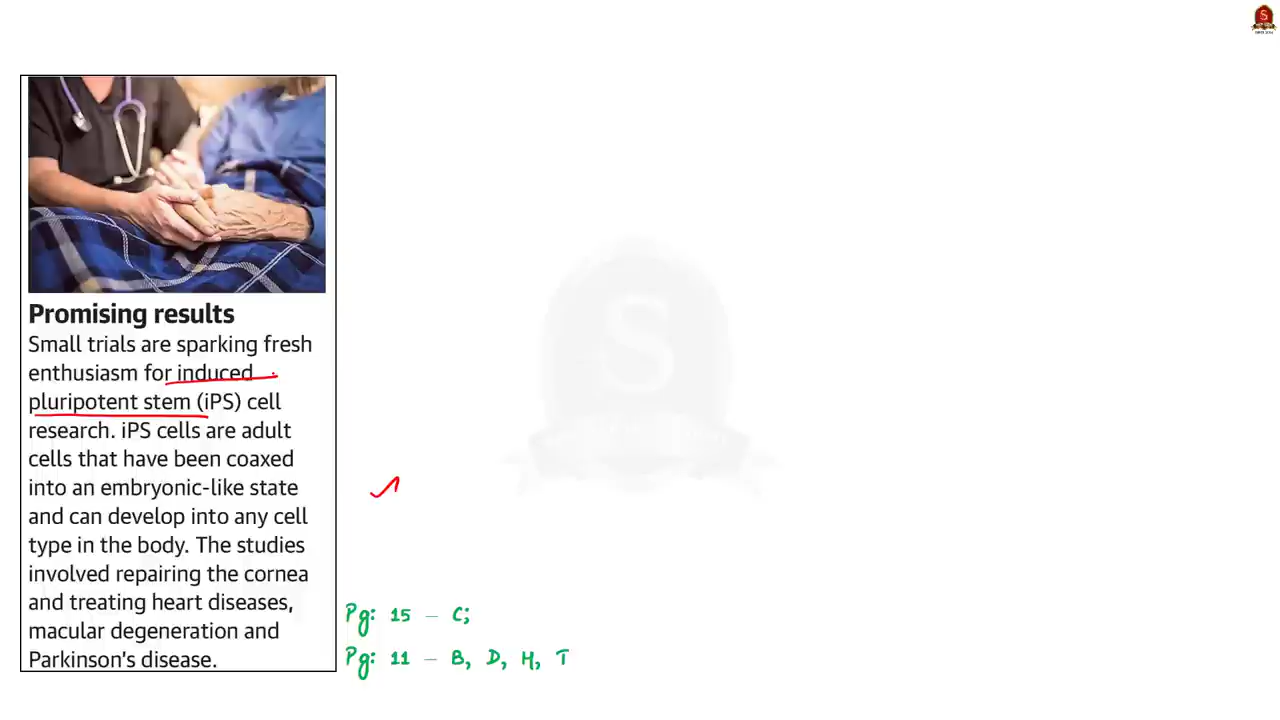 Promising results
Small trials are sparking fresh
enthusiasm for induced
pluripotent stem (iPS) cell
research. iPS cells are adult
cells that have been coaxed
into an embryonic-like state
and can develop into any cell
type in the body. The studies
involved repairing the cornea
and treating heart diseases,
macular degeneration and
Parkinson's disease.
Pg: 15 – C;
Pg: 11 – B, D, H, T
S
S